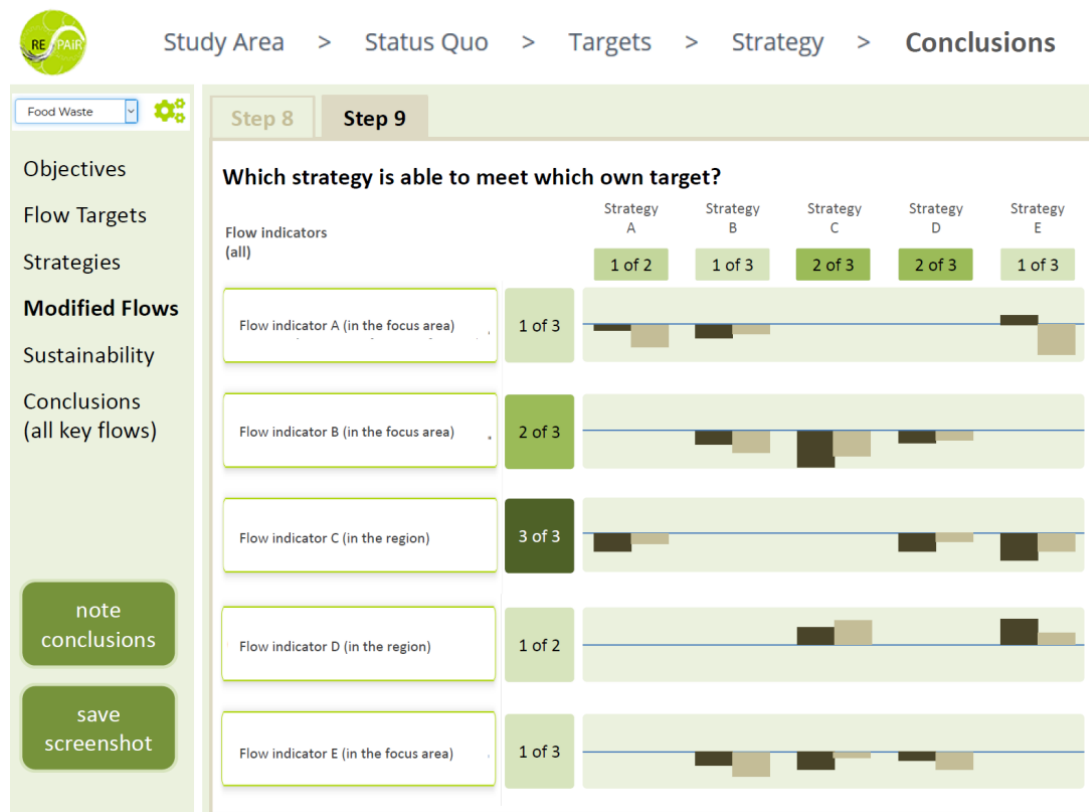 RE PAiR
Study Area > Status Quo > Targets > Strategy > Conclusions
Food Waste
Step 8
Step 9
Objectives
Flow Targets
Strategies
Modified Flows
Sustainability
Conclusions
(all key flows)
note
conclusions
save
screenshot
Which strategy is able to meet which own target?
Flow indicators
(all)
Strategy
A
Strategy
B
Strategy
C
Strategy
D
Strategy
E
1 of 2
1 of 3
2 of 3
2 of 3
1 of 3
Flow indicator A (in the focus area)
1 of 3
Flow indicator B (in the focus area)
2 of 3
Flow indicator C (in the region)
3 of 3
Flow indicator D (in the region)
1 of 2
Flow indicator E (in the focus area)
1 of 3